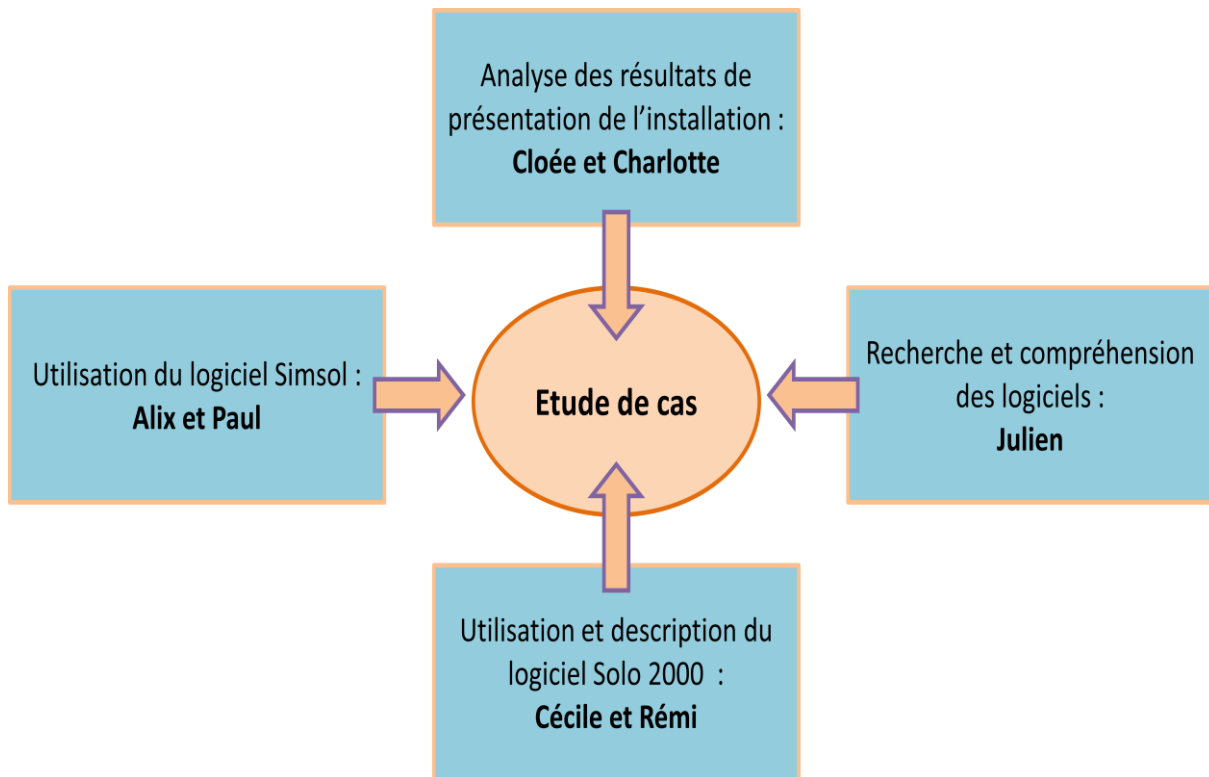 Analyse des résultats de
présentation de l'installation :
Cloée et Charlotte
Utilisation du logiciel Simsol :
Alix et Paul
Etude de cas
Recherche et compréhension
des logiciels :
Julien
Utilisation et description du
logiciel Solo 2000  :
Cécile et Rémi